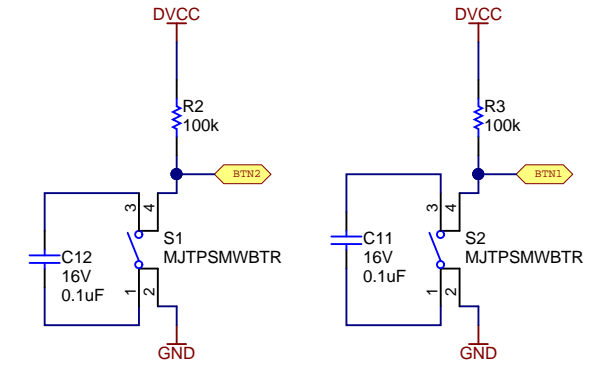 DVCC
R2
100k
BTN2
3
4
S1
MJTPSMWBTR
C12
16V
0.1uF
1
2
GND
DVCC
R3
100k
BTN1
3
4
S2
MJTPSMWBTR
C11
16V
0.1uF
1
2
GND